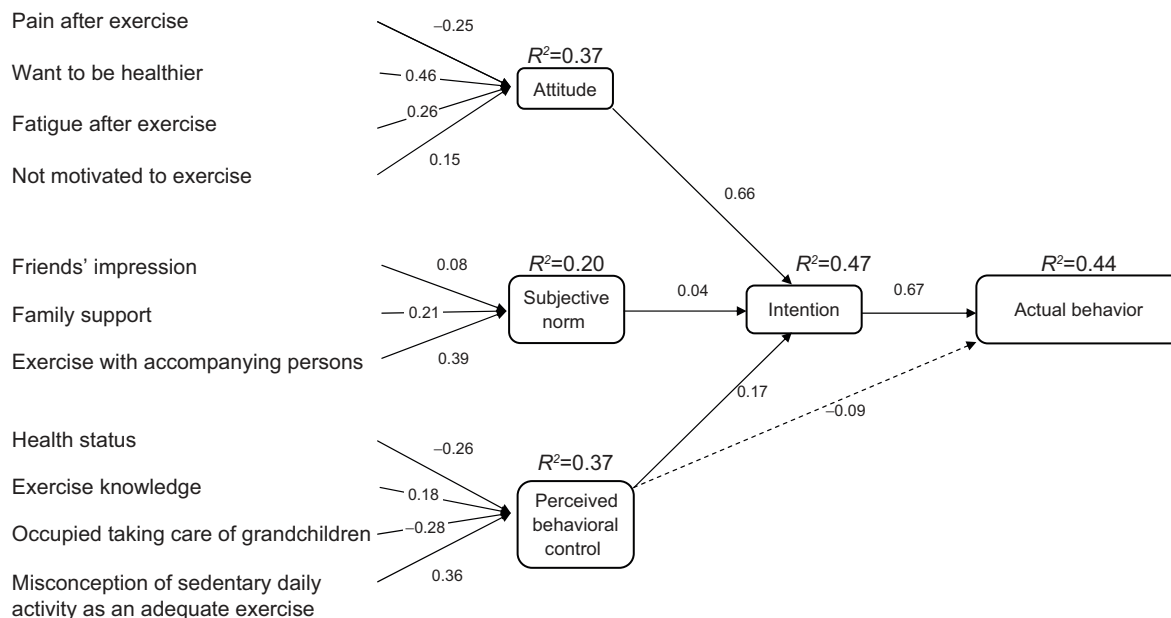 Pain after exercise
−0.25
R²=0.37
Want to be healthier
0.46
Attitude
0.26
Fatigue after exercise
0.15
Not motivated to exercise
0.66
Friends’ impression
0.08
R²=0.20
R²=0.47
R²=0.44
Family support
0.21
Subjective
norm
0.04
Intention
0.67
Actual behavior
Exercise with accompanying persons
0.39
0.17
−0.09
Health status
−0.26
R²=0.37
Exercise knowledge
0.18
Perceived
behavioral
control
Occupied taking care of grandchildren
−0.28
0.36
Misconception of sedentary daily
activity as an adequate exercise